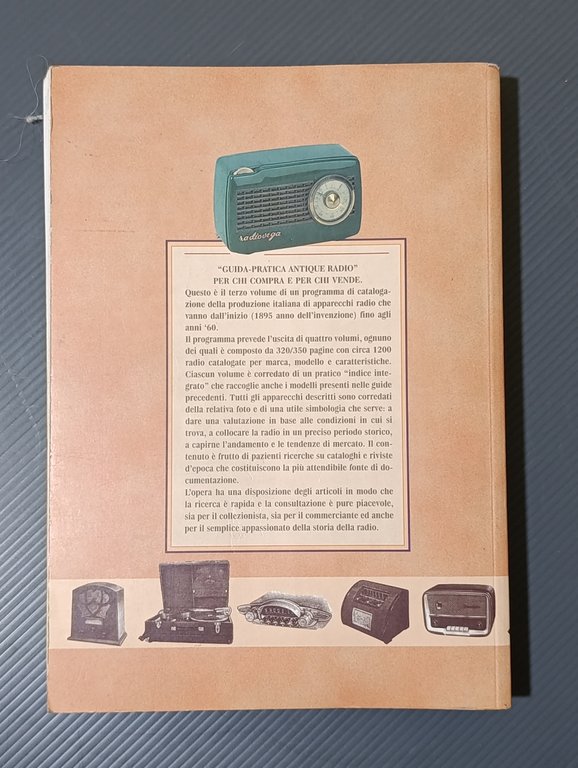 radiovega
“GUIDA-PRATICA ANTIQUE RADIO”
PER CHI COMPRA E PER CHI VENDE.
Questo è il terzo volume di un programma di cataloga-
zione della produzione italiana di apparecchi radio che
vanno dall'inizio (1895 anno dell'invenzione) fino agli
anni ‘60.
Il programma prevede l'uscita di quattro volumi, ognuno
dei quali è composto da 320/350 pagine con circa 1200
radio catalogate per marca, modello e caratteristiche.
Ciascun volume è corredato di un pratico “indice inte-
grato” che raccoglie anche i modelli presenti nelle guide
precedenti. Tutti gli apparecchi descritti sono corredati
della relativa foto e di una utile simbologia che serve: a
dare una valutazione in base alle condizioni in cui si
trova, a collocare la radio in un preciso periodo storico,
a capirne l'andamento e le tendenze di mercato. Il con-
tenuto è frutto di pazienti ricerche su cataloghi e riviste
d'epoca che costituiscono la più attendibile fonte di do-
cumentazione.
L'opera ha una disposizione degli articoli in modo che
la ricerca è rapida e la consultazione è pure piacevole,
sia per il collezionista, sia per il commerciante ed anche
per il semplice appassionato della storia della radio.